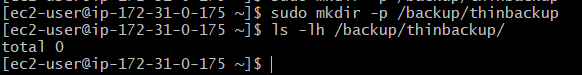 [ec2-user@ip-172-31-0-175 ~]$ sudo mkdir -p /backup/thinbackup
[ec2-user@ip-172-31-0-175 ~]$ ls -lh /backup/thinbackup/
total 0
[ec2-user@ip-172-31-0-175 ~]$